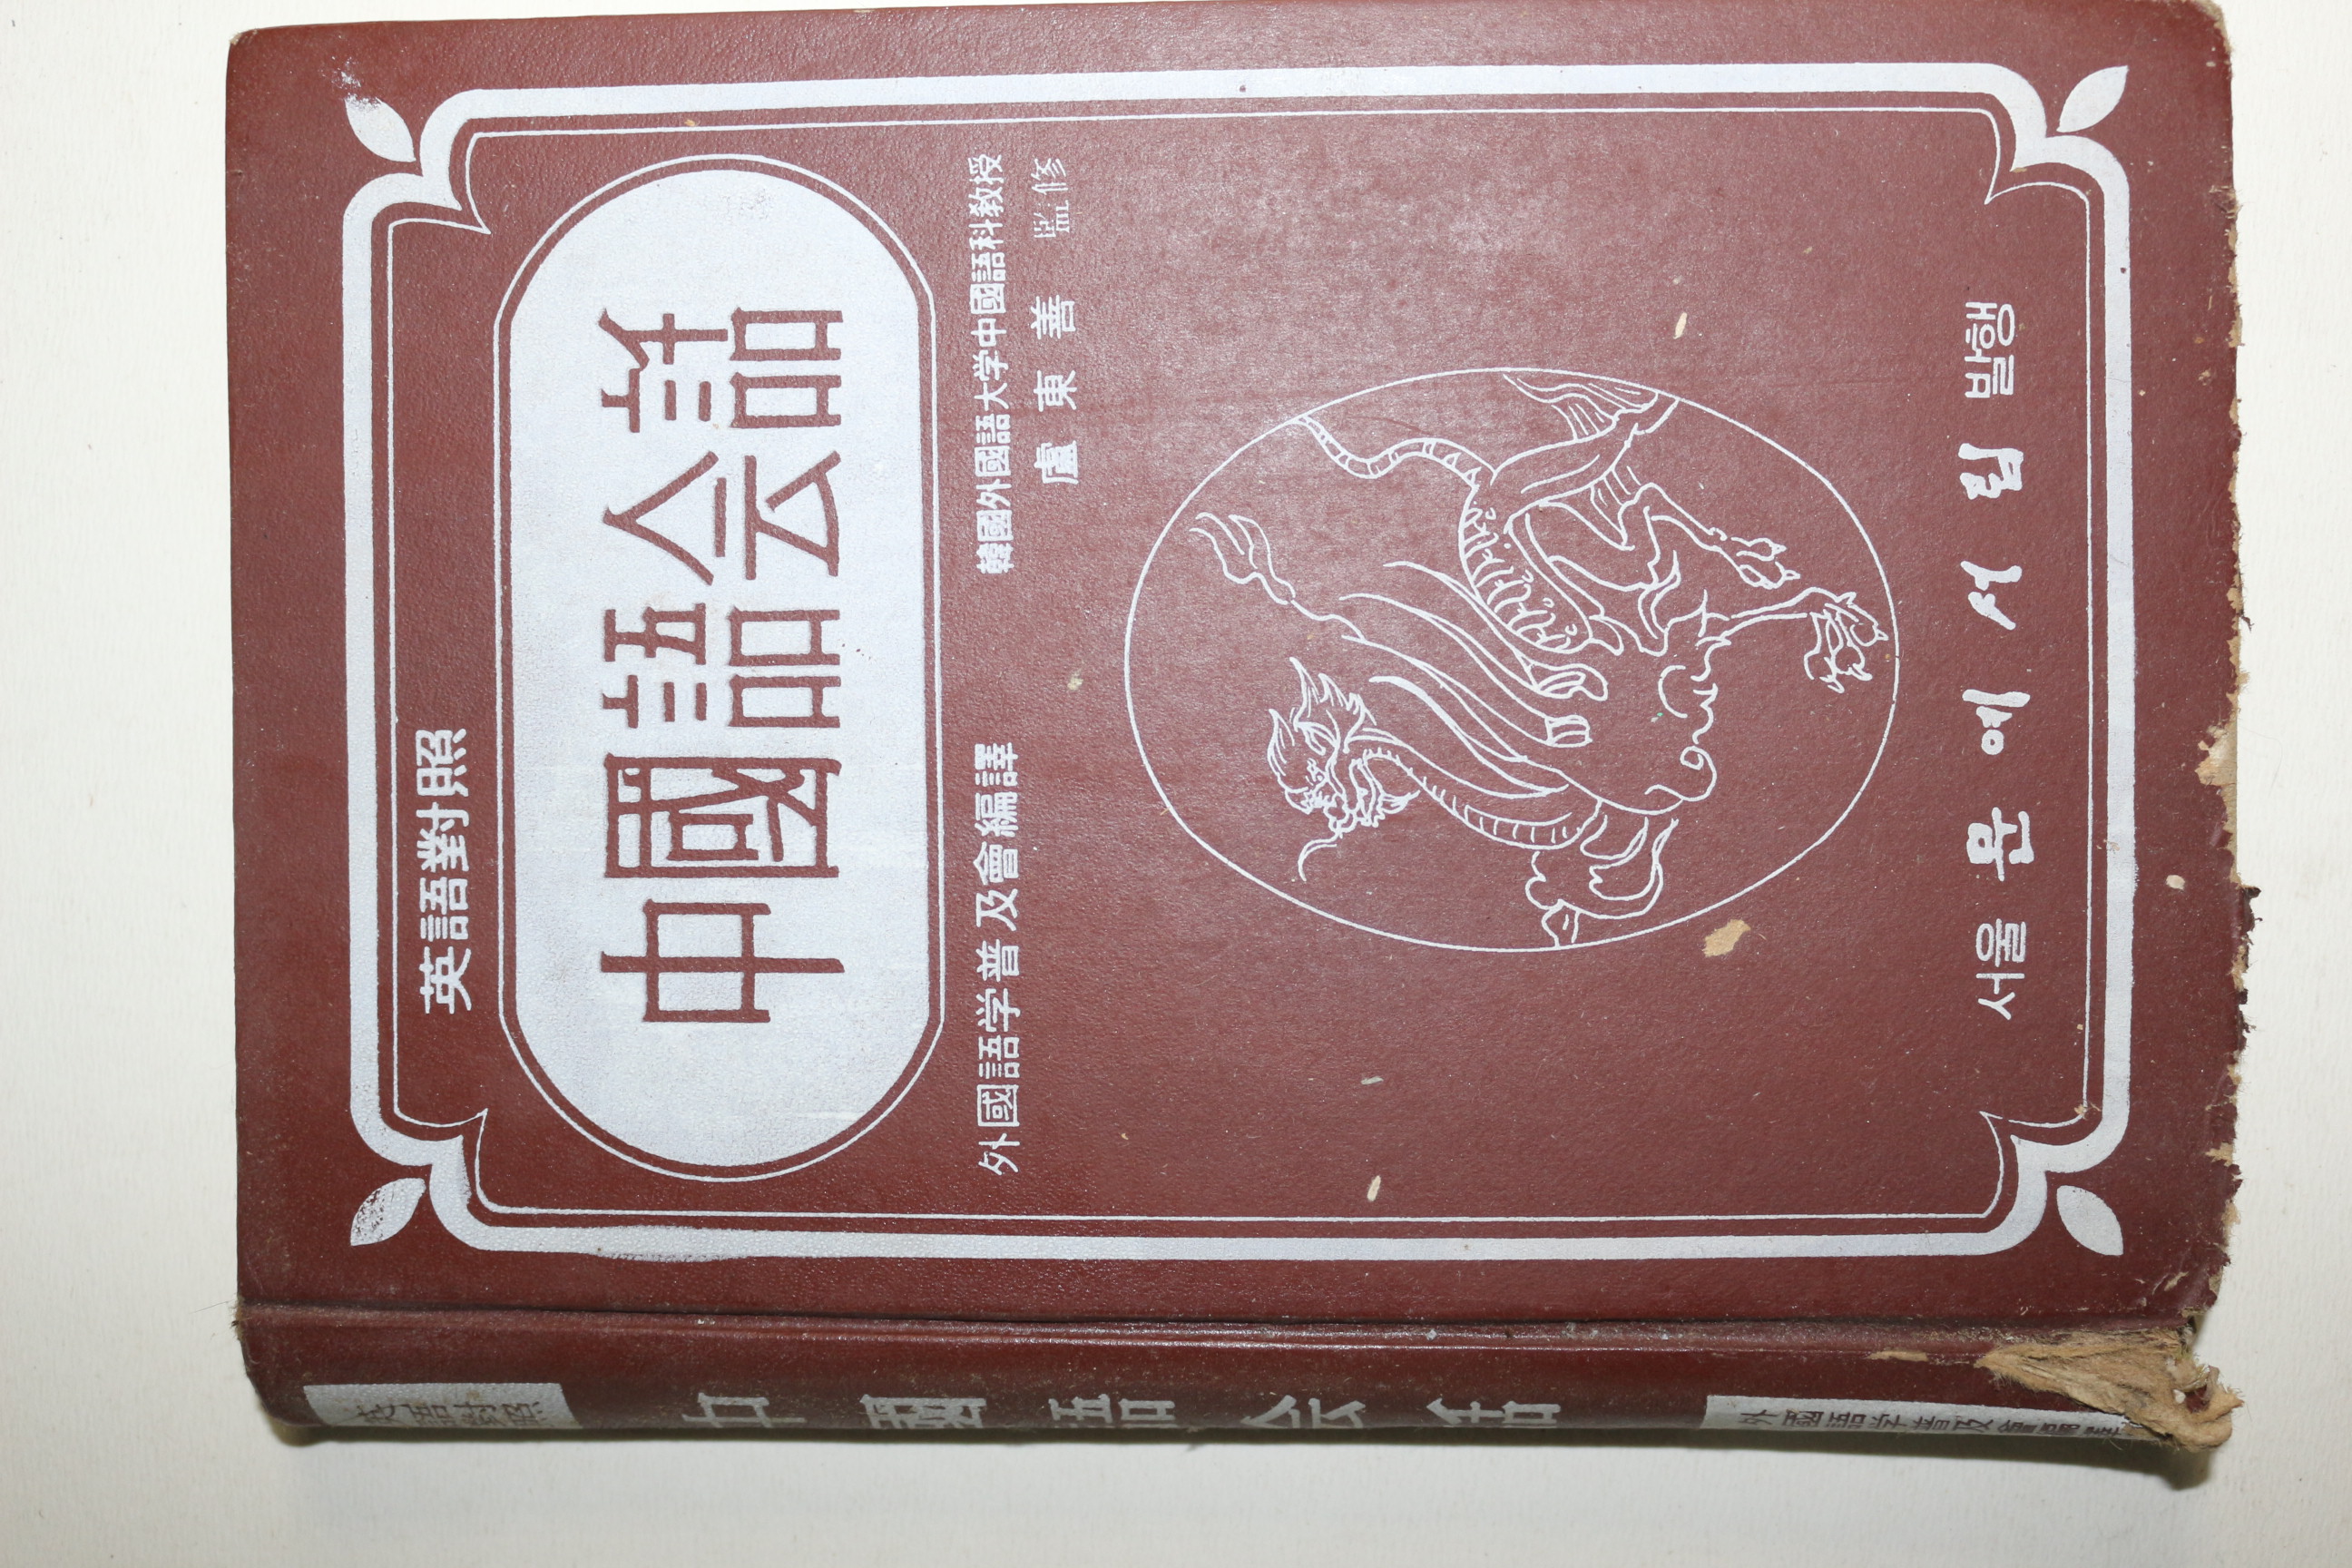 英語對照
中國語会話
外國語学普及會編譯
韓國外國語大学中國語科教授
盧東善 監修
서울 문예서림 발행
英語對照
中國語会話
外國語学普及會編譯